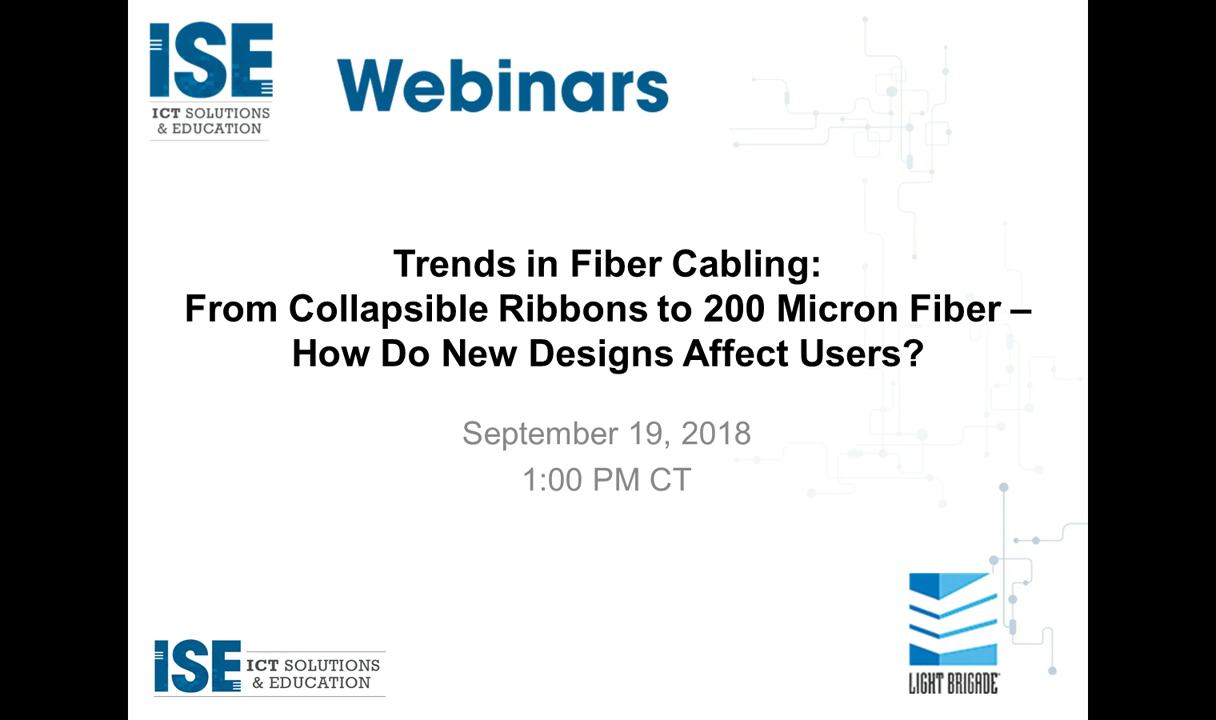 ISE
ICT SOLUTIONS
& EDUCATION
Webinars
Trends in Fiber Cabling:
From Collapsible Ribbons to 200 Micron Fiber –
How Do New Designs Affect Users?
September 19, 2018
1:00 PM CT
ISE
ICT SOLUTIONS
& EDUCATION
LIGHT BRIGADE